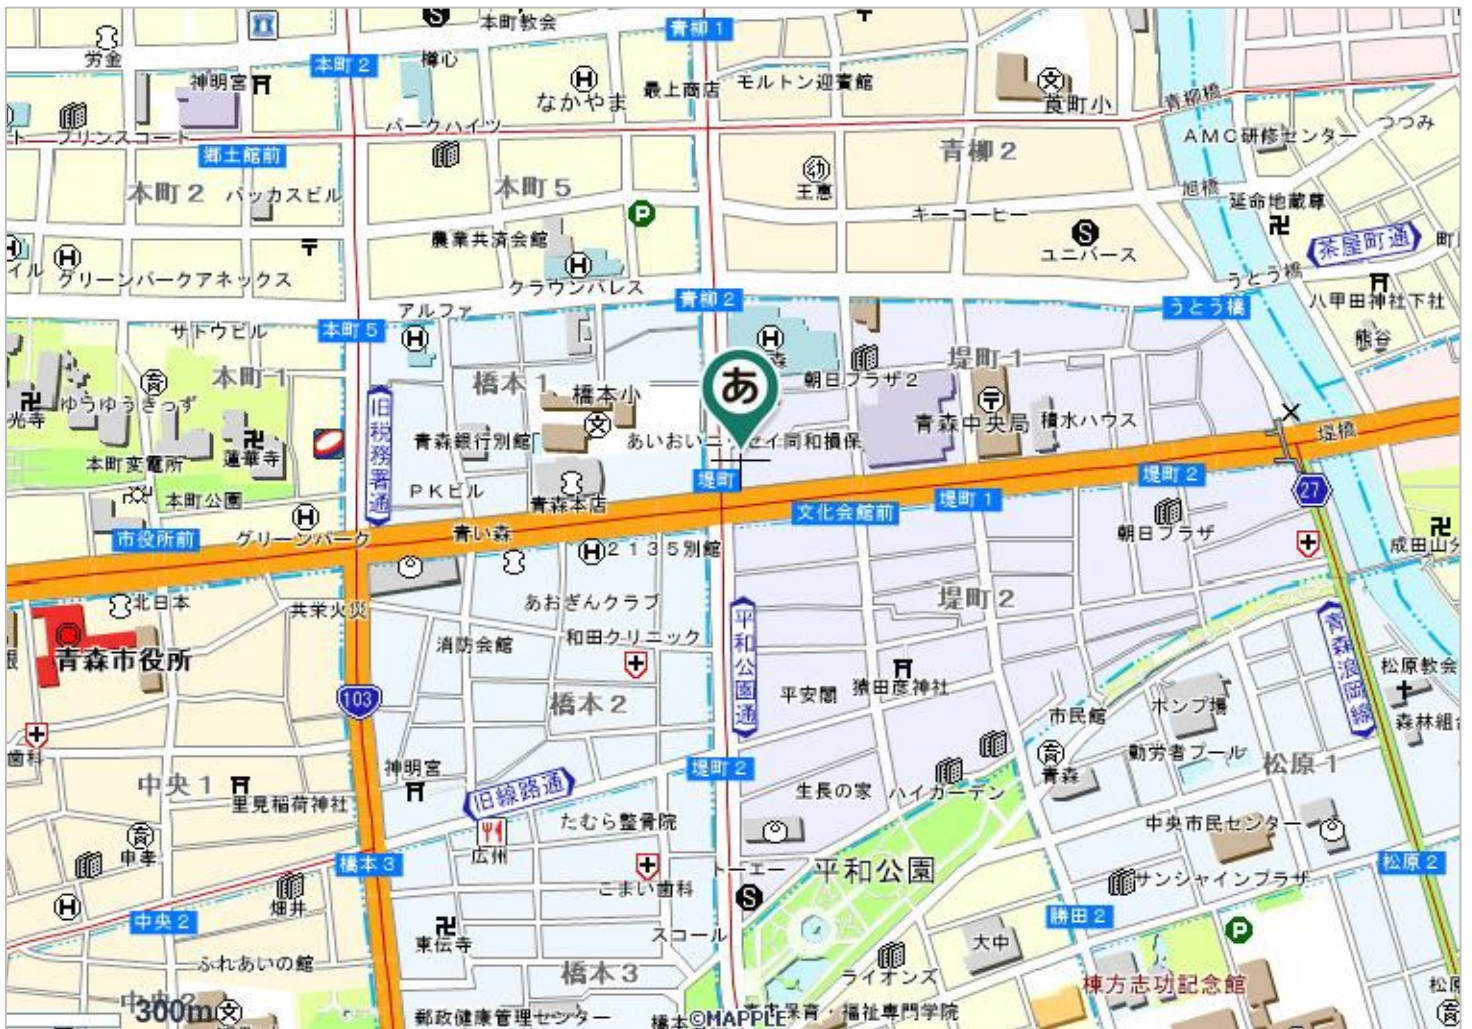 本町教会
青柳1
労金
本町2
樽心
神明宮
なかやま
最上商店
モルトン迎賓館
莨町小
青柳橋
プリンスコート
パークハイツ
AMC研修センター
つつみ
郷土館前
青柳2
本町2
バッカスビル
本町5
王恵
旭橋
延命地蔵尊
キーコーヒー
農業共済会館
ユニバース
茶屋町通
グリーンパークアネックス
クラウンパレス
うとう橋
青柳2
アルファ
うとう橋
八甲田神社下社
サトウビル
本町5
熊谷
堤町1
本町1
橋本1
橋本小
朝日プラザ2
あ
ゆうゆうきっず
光寺
旧税務署通
青森中央局
積水ハウス
青森銀行別館
あいおいニッセイ同和損保
堤橋
本町変電所
蓮華寺
堤町
堤町2
PKビル
本町公園
青森本店
堤町1
27
文化会館前
市役所前
グリーンパーク
青い森
朝日プラザ
2135別館
成田山分
堤町2
北日本
共栄火災
あおぎんクラブ
平和公園通
消防会館
和田クリニック
青森浪岡線
青森市役所
松原教会
猿田彦神社
平安閣
103
橋本2
ポンプ場
市民館
森林組合
歯科
勤労者プール
神明宮
堤町2
松原1
中央1
旧線路通
青森
里見稲荷神社
生長の家
ハイガーデン
たむら整骨院
中央市民センター
広州
幸孝
橋本3
トーエー
平和公園
松原2
こまい歯科
サンシャインプラザ
畑井
中央2
勝田2
スコール
東伝寺
大中
ふれあいの館
橋本3
ライオンズ
棟方志功記念館
中央2
300m
郵政健康管理センター
©MAPPLE
保育・福祉専門学院